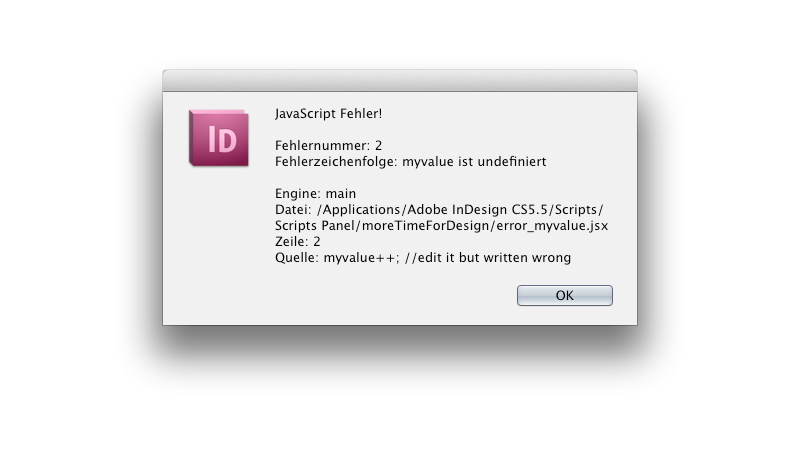 ID
JavaScript Fehler!
Fehlernummer: 2
Fehlerzeichenfolge: myvalue ist undefiniert
Engine: main
Datei: /Applications/Adobe InDesign CS5.5/Scripts/
Scripts Panel/moreTimeForDesign/error_myvalue.jsx
Zeile: 2
Quelle: myvalue++; //edit it but written wrong
OK